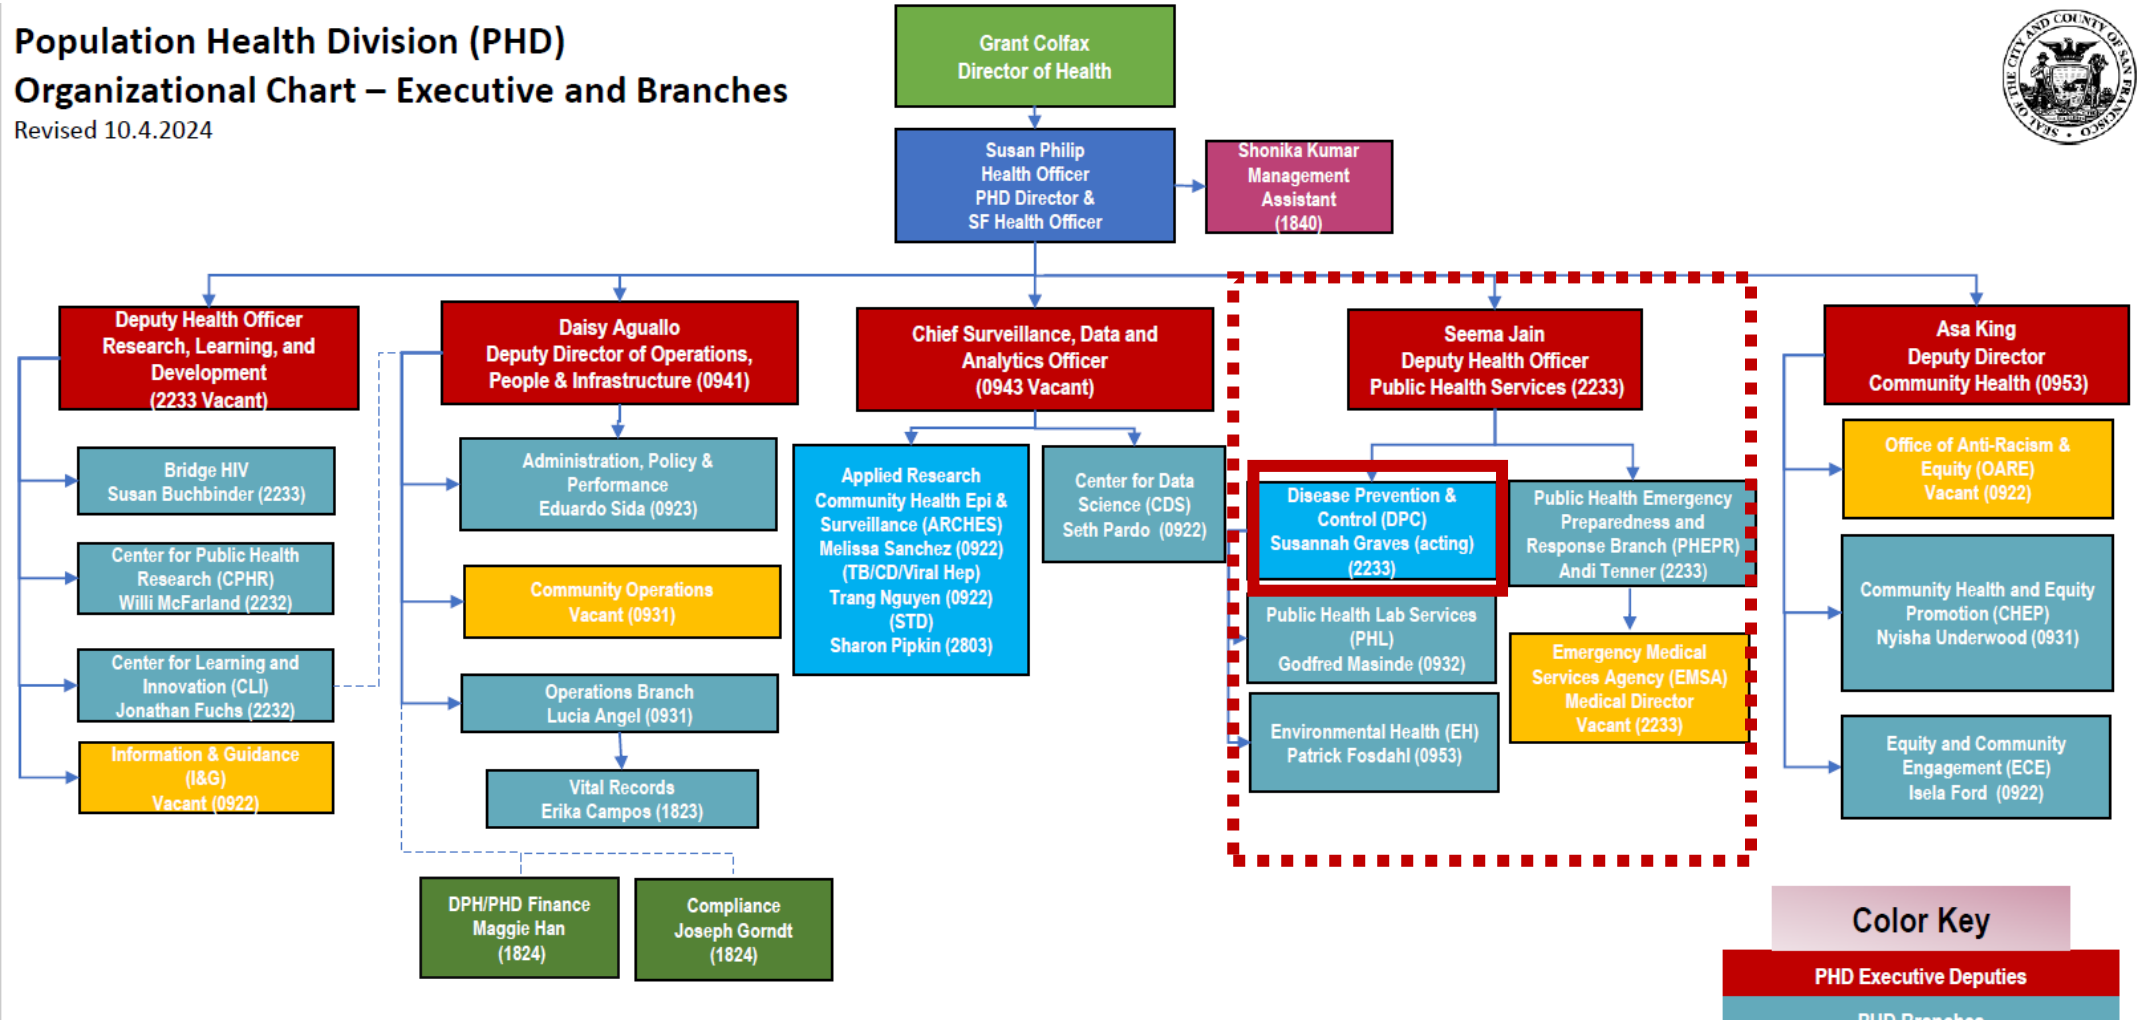 Population Health Division (PHD)
Organizational Chart – Executive and Branches
Revised 10.4.2024
Grant Colfax
Director of Health
SEAL OF THE CITY AND COUNTY OF SAN FRANCISCO
Susan Philip
Health Officer
PHD Director &
SF Health Officer
Shonika Kumar
Management
Assistant
(1840)
Deputy Health Officer
Research, Learning, and
Development
(2233 Vacant)
Bridge HIV
Susan Buchbinder (2233)
Center for Public Health
Research (CPHR)
Willi McFarland (2232)
Center for Learning and
Innovation (CLI)
Jonathan Fuchs (2232)
Information & Guidance
(I&G)
Vacant (0922)
Daisy Aguallo
Deputy Director of Operations,
People & Infrastructure (0941)
Administration, Policy &
Performance
Eduardo Sida (0923)
Community Operations
Vacant (0931)
Operations Branch
Lucia Angel (0931)
Vital Records
Erika Campos (1823)
DPH/PHD Finance
Maggie Han
(1824)
Compliance
Joseph Gorndt
(1824)
Chief Surveillance, Data and
Analytics Officer
(0943 Vacant)
Applied Research
Community Health Epi &
Surveillance (ARCHES)
Melissa Sanchez (0922)
(TB/CD/Viral Hep)
Trang Nguyen (0922)
(STD)
Sharon Pipkin (2803)
Center for Data
Science (CDS)
Seth Pardo (0922)
Seema Jain
Deputy Health Officer
Public Health Services (2233)
Disease Prevention &
Control (DPC)
Susannah Graves (acting)
(2233)
Public Health Lab Services
(PHL)
Godfred Masinde (0932)
Environmental Health (EH)
Patrick Fosdahl (0953)
Public Health Emergency
Preparedness and
Response Branch (PHEPR)
Andi Tenner (2233)
Emergency Medical
Services Agency (EMSA)
Medical Director
Vacant (2233)
Asa King
Deputy Director
Community Health (0953)
Office of Anti-Racism &
Equity (OARE)
Vacant (0922)
Community Health and Equity
Promotion (CHEP)
Nyisha Underwood (0931)
Equity and Community
Engagement (ECE)
Isela Ford (0922)
Color Key
PHD Executive Deputies
PHD Branches